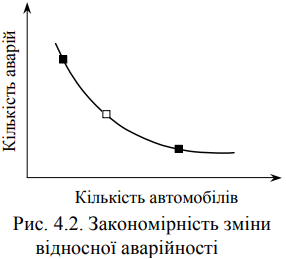 Кількість аварій
Кількість автомобілів
Рис. 4.2. Закономірність зміни
відносної аварійності